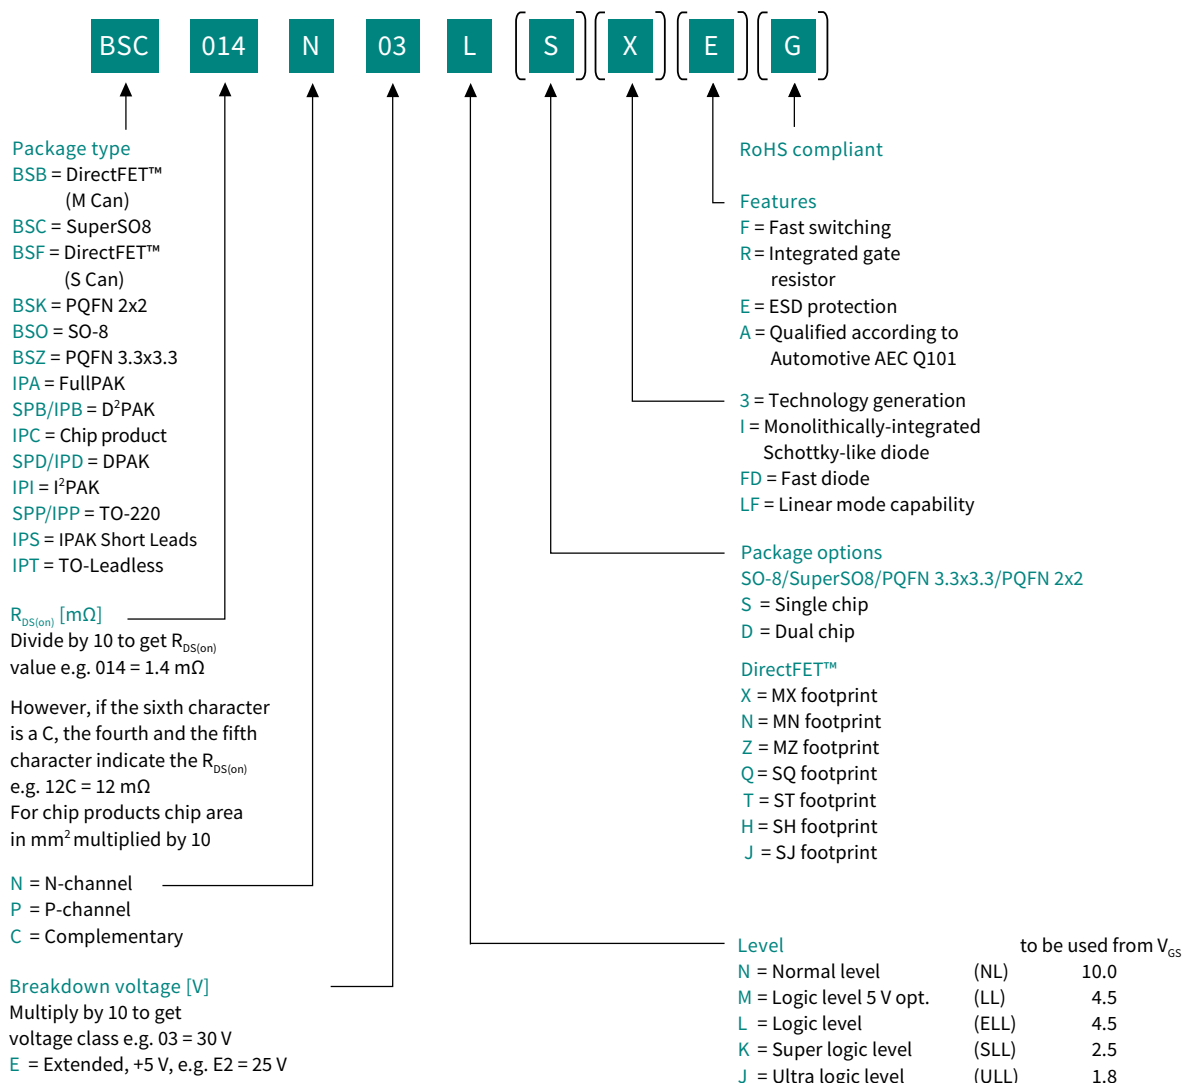 BSC 014 N 03 L S X E G
Package type
BSB = DirectFET™
(M Can)
BSC = SuperSO8
BSF = DirectFET™
(S Can)
BSK = PQFN 2x2
BSO = SO-8
BSZ = PQFN 3.3x3.3
IPA = FullPAK
SPB/IPB = D²PAK
IPC = Chip product
SPD/IPD = DPAK
IPI = I²PAK
SPP/IPP = TO-220
IPS = IPAK Short Leads
IPT = TO-Leadless
RDS(on) [mΩ]
Divide by 10 to get RDS(on)
value e.g. 014 = 1.4 mΩ
However, if the sixth character
is a C, the fourth and the fifth
character indicate the RDS(on)
e.g. 12C = 12 mΩ
For chip products chip area
in mm² multiplied by 10
N = N-channel
P = P-channel
C = Complementary
Breakdown voltage [V]
Multiply by 10 to get
voltage class e.g. 03 = 30 V
E = Extended, +5 V, e.g. E2 = 25 V
RoHS compliant
Features
F = Fast switching
R = Integrated gate
resistor
E = ESD protection
A = Qualified according to
Automotive AEC Q101
3 = Technology generation
I = Monolithically-integrated
Schottky-like diode
FD = Fast diode
LF = Linear mode capability
Package options
SO-8/SuperSO8/PQFN 3.3x3.3/PQFN 2x2
S = Single chip
D = Dual chip
DirectFET™
X = MX footprint
N = MN footprint
Z = MZ footprint
Q = SQ footprint
T = ST footprint
H = SH footprint
J = SJ footprint
Level to be used from VGS
N = Normal level (NL) 10.0
M = Logic level 5 V opt. (LL) 4.5
L = Logic level (ELL) 4.5
K = Super logic level (SLL) 2.5
J = Ultra logic level (ULL) 1.8